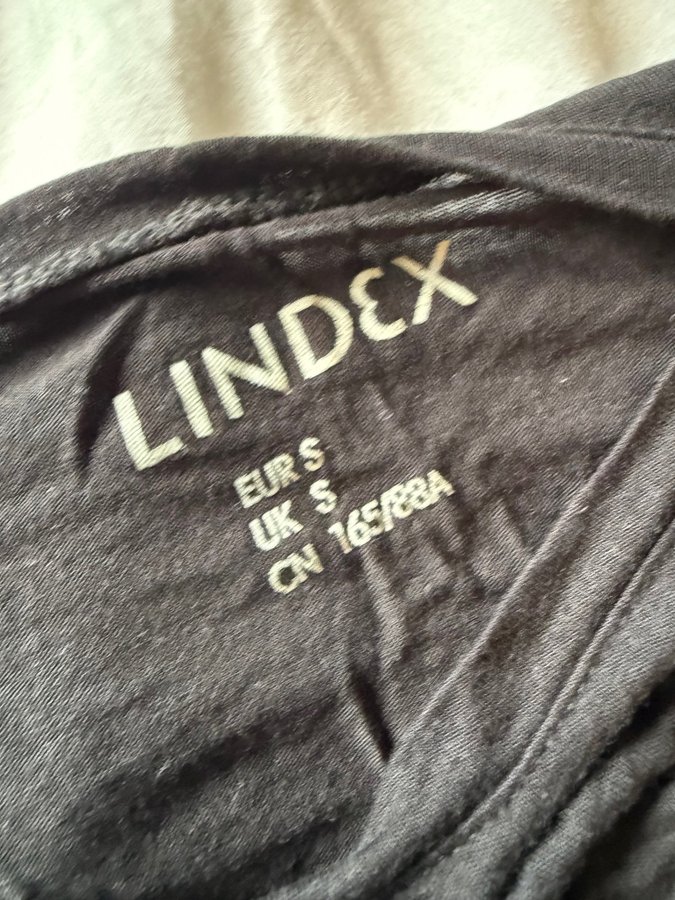 LINDEX
EUR S
UK S
CN 165/88A